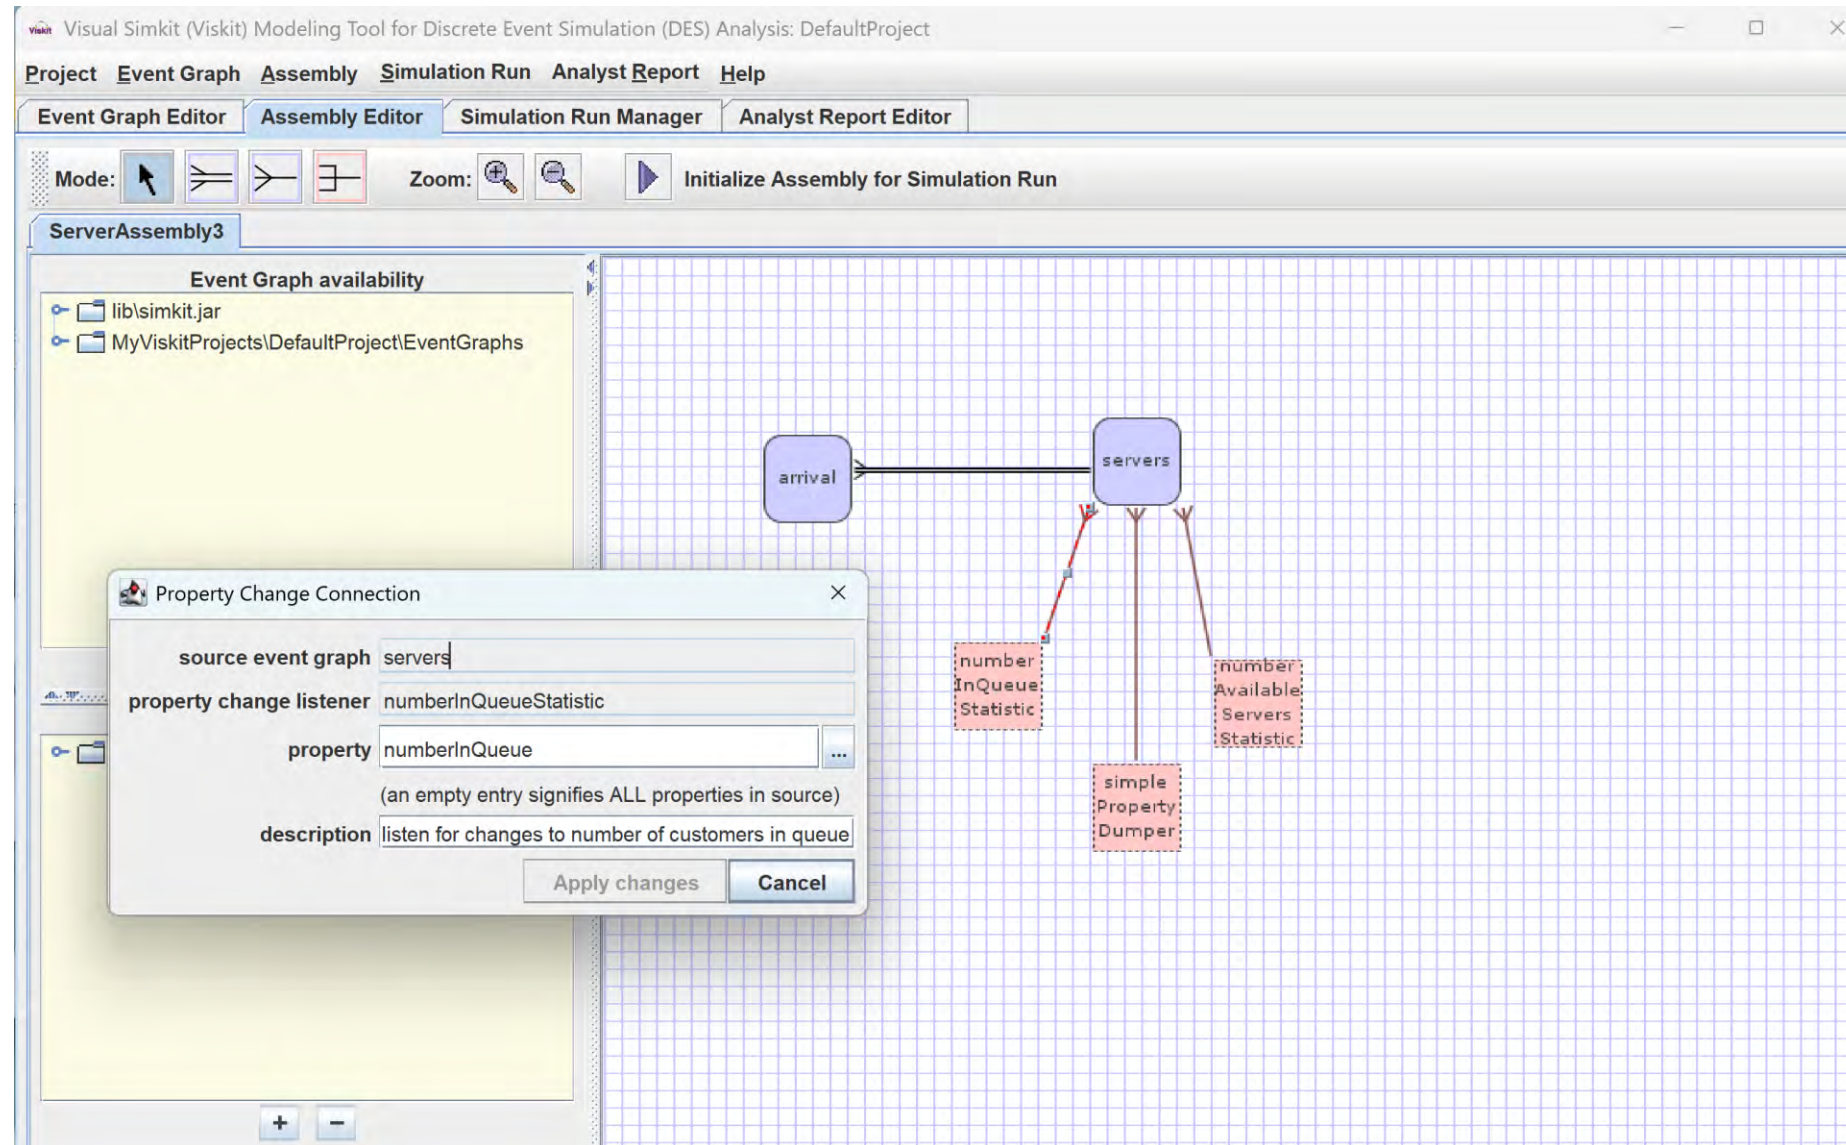 Viskit Visual Simkit (Viskit) Modeling Tool for Discrete Event Simulation (DES) Analysis: DefaultProject
Project Event Graph Assembly Simulation Run Analyst Report Help
Event Graph Editor Assembly Editor Simulation Run Manager Analyst Report Editor
Mode: Zoom: Initialize Assembly for Simulation Run
ServerAssembly3
Event Graph availability
lib\simkit.jar
MyViskitProjects\DefaultProject\EventGraphs
arrival
servers
number
InQueue
Statistic
number
Available
Servers
Statistic
simple
Property
Dumper
Property Change Connection
source event graph servers
property change listener numberInQueueStatistic
property numberInQueue ...
(an empty entry signifies ALL properties in source)
description listen for changes to number of customers in queue
Apply changes Cancel
+ −